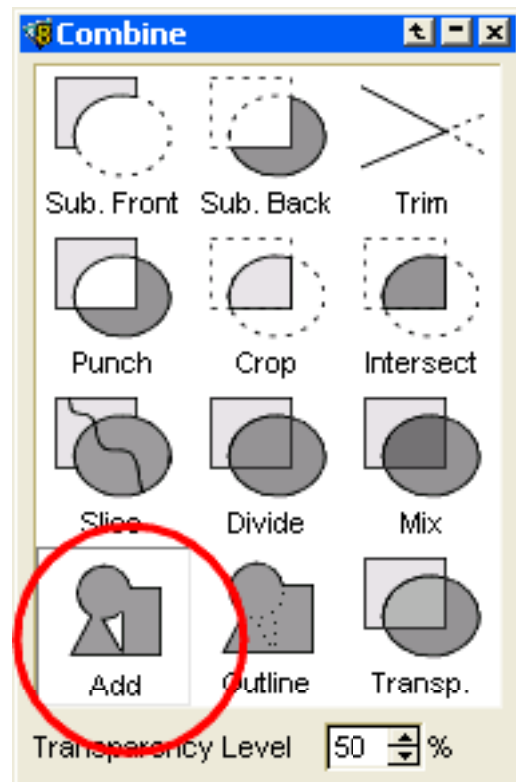 Combine
Sub. Front Sub. Back Trim
Punch Crop Intersect
Slice Divide Mix
Add Outline Transp.
Transparency Level 50 %